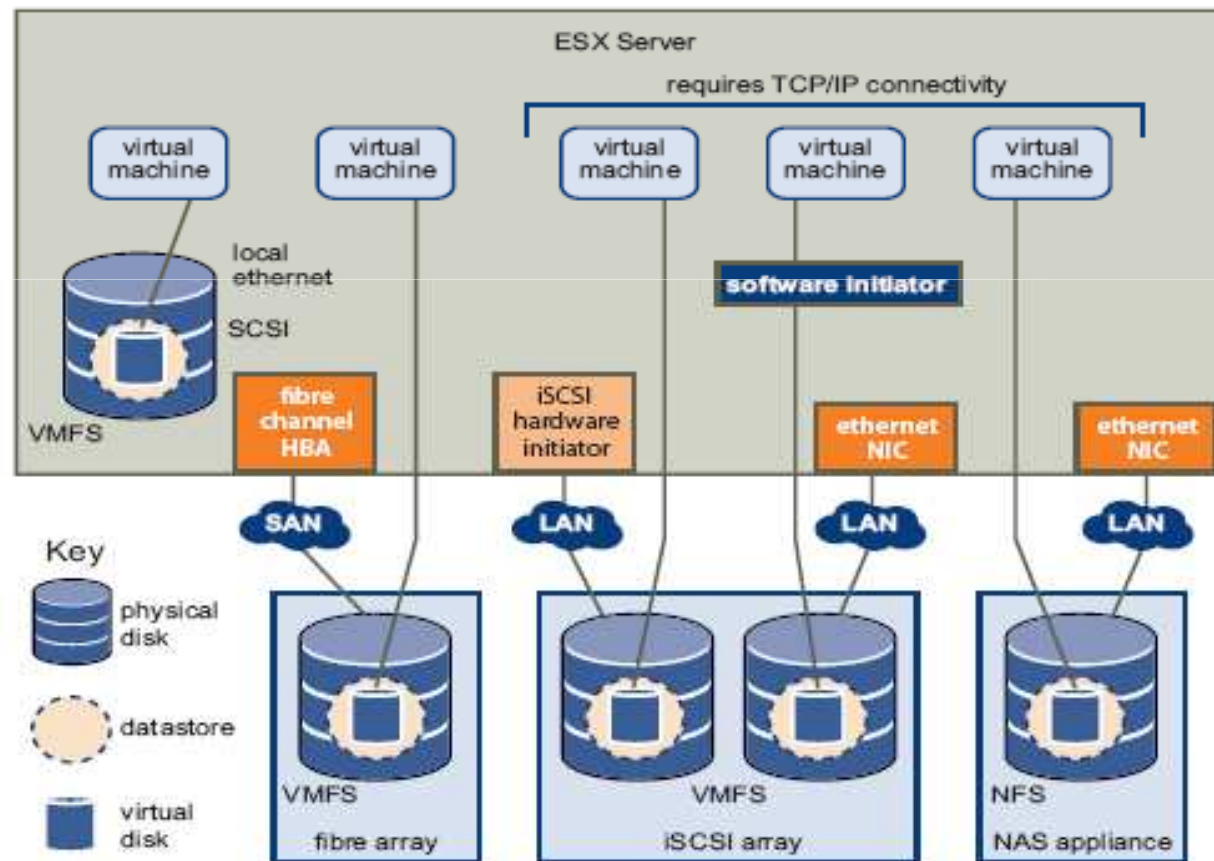 ESX Server
requires TCP/IP connectivity
virtual
machine
virtual
machine
virtual
machine
virtual
machine
virtual
machine
local
ethernet
SCSI
VMFS
software initiator
fibre
channel
HBA
iSCSI
hardware
initiator
ethernet
NIC
ethernet
NIC
SAN
LAN
LAN
LAN
Key
physical
disk
datastore
virtual
disk
VMFS
fibre array
VMFS
iSCSI array
NFS
NAS appliance